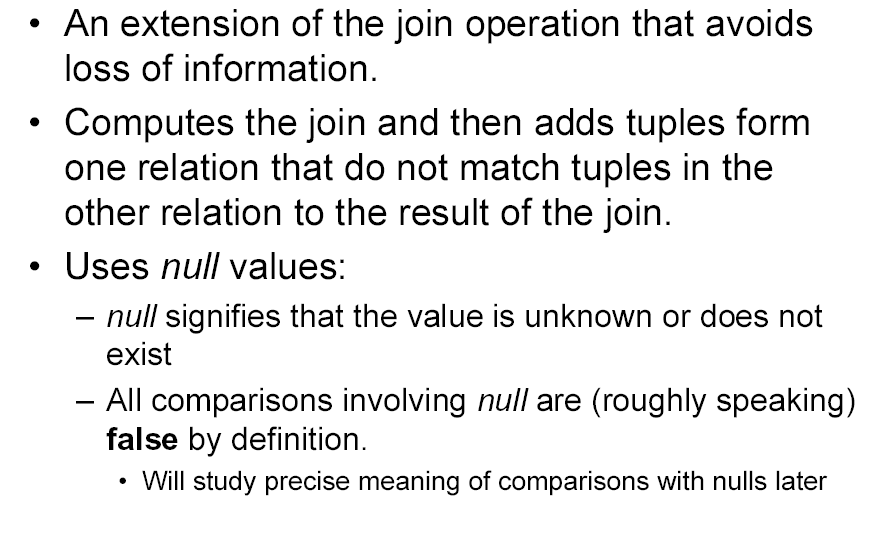 • An extension of the join operation that avoids
loss of information.
• Computes the join and then adds tuples form
one relation that do not match tuples in the
other relation to the result of the join.
• Uses null values:
– null signifies that the value is unknown or does not
exist
– All comparisons involving null are (roughly speaking)
false by definition.
• Will study precise meaning of comparisons with nulls later